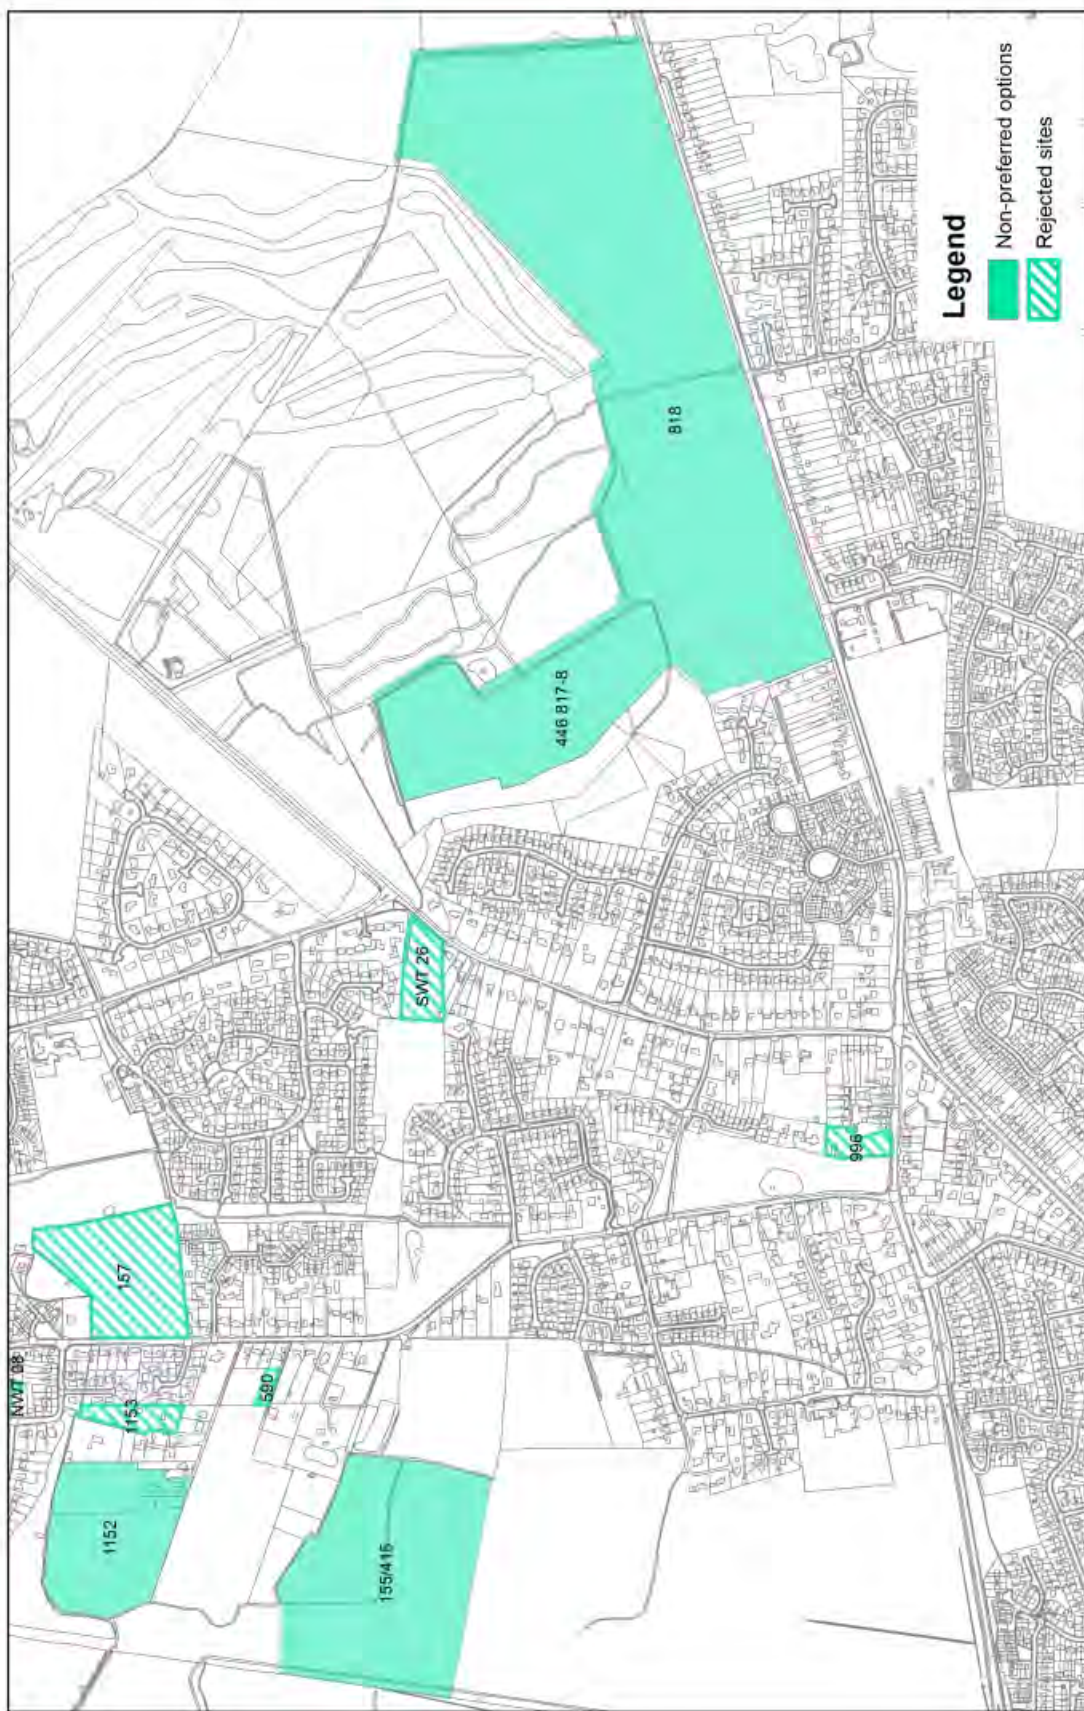 NWT 08
1153
1152
157
590
155/415
SWT 26
996
446 817-8
818
Legend
Non-preferred options
Rejected sites